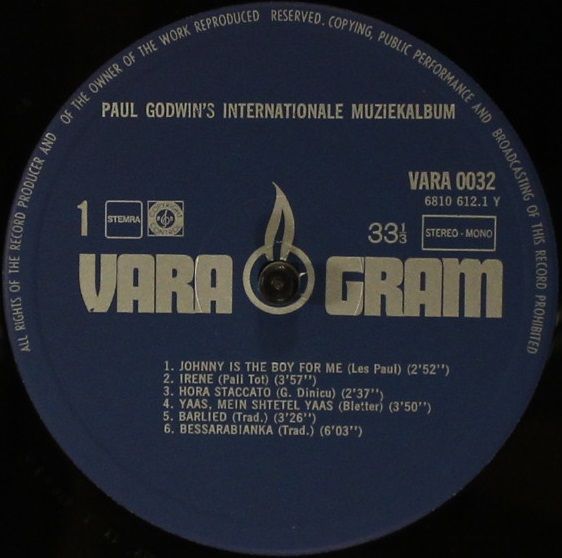 ALL RIGHTS OF THE RECORD PRODUCER AND OF THE OWNER OF THE WORK REPRODUCED RESERVED. COPYING, PUBLIC PERFORMANCE AND BROADCASTING OF THIS RECORD PROHIBITED
PAUL GODWIN'S INTERNATIONALE MUZIEKALBUM
VARA 0032
6810 612.1 Y
1 STEMRA
33⅓ STEREO - MONO
VARA GRAM
1. JOHNNY IS THE BOY FOR ME (Les Paul) (2'52'')
2. IRENE (Pali Tot) (3'57'')
3. HORA STACCATO (G. Dinicu) (2'37'')
4. YAAS, MEIN SHTETEL YAAS (Bletter) (3'50'')
5. BARLIED (Trad.) (3'26'')
6. BESSARABIANKA (Trad.) (6'03'')